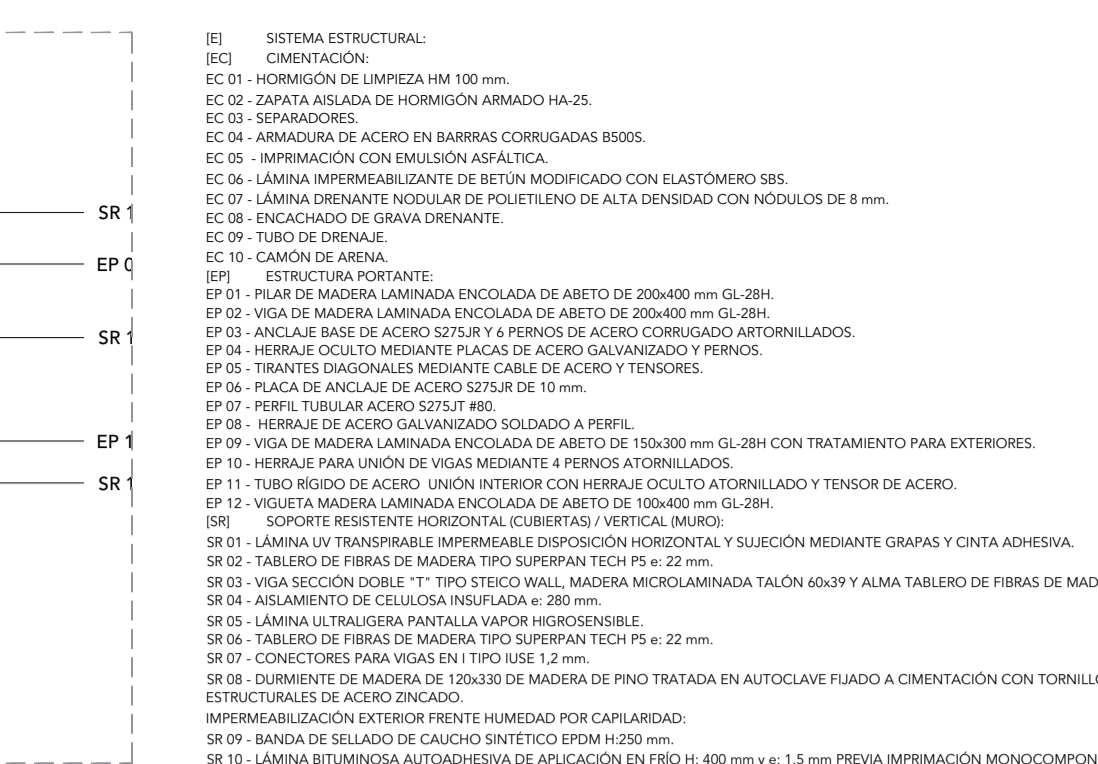 [E] SISTEMA ESTRUCTURAL:
[EC] CIMENTACIÓN:
EC 01 - HORMIGÓN DE LIMPIEZA HM 100 mm.
EC 02 - ZAPATA AISLADA DE HORMIGÓN ARMADO HA-25.
EC 03 - SEPARADORES.
EC 04 - ARMADURA DE ACERO EN BARRRAS CORRUGADAS B500S.
EC 05 - IMPRIMACIÓN CON EMULSIÓN ASFÁLTICA.
EC 06 - LÁMINA IMPERMEABILIZANTE DE BETÚN MODIFICADO CON ELASTÓMERO SBS.
EC 07 - LÁMINA DRENANTE NODULAR DE POLIETILENO DE ALTA DENSIDAD CON NÓDULOS DE 8 mm.
SR 1
EC 08 - ENCACHADO DE GRAVA DRENANTE.
EC 09 - TUBO DE DRENAJE.
EC 10 - CAMÓN DE ARENA.
EP
[EP] ESTRUCTURA PORTANTE:
EP 01 - PILAR DE MADERA LAMINADA ENCOLADA DE ABETO DE 200x400 mm GL-28H.
EP 02 - VIGA DE MADERA LAMINADA ENCOLADA DE ABETO DE 200x400 mm GL-28H.
EP 03 - ANCLAJE BASE DE ACERO S275JR Y 6 PERNOS DE ACERO CORRUGADO ARTORNILLADOS.
SR 1
EP 04 - HERRAJE OCULTO MEDIANTE PLACAS DE ACERO GALVANIZADO Y PERNOS.
EP 05 - TIRANTES DIAGONALES MEDIANTE CABLE DE ACERO Y TENSORES.
EP 06 - PLACA DE ANCLAJE DE ACERO S275JR DE 10 mm.
EP 07 - PERFIL TUBULAR ACERO S275JT #80.
EP 08 - HERRAJE DE ACERO GALVANIZADO SOLDADO A PERFIL.
EP 1
EP 09 - VIGA DE MADERA LAMINADA ENCOLADA DE ABETO DE 150x300 mm GL-28H CON TRATAMIENTO PARA EXTERIORES.
EP 10 - HERRAJE PARA UNIÓN DE VIGAS MEDIANTE 4 PERNOS ATORNILLADOS.
SR 1
EP 11 - TUBO RÍGIDO DE ACERO UNIÓN INTERIOR CON HERRAJE OCULTO ATORNILLADO Y TENSOR DE ACERO.
EP 12 - VIGUETA MADERA LAMINADA ENCOLADA DE ABETO DE 100x400 mm GL-28H.
[SR] SOPORTE RESISTENTE HORIZONTAL (CUBIERTAS) / VERTICAL (MURO):
SR 01 - LÁMINA UV TRANSPIRABLE IMPERMEABLE DISPOSICIÓN HORIZONTAL Y SUJECIÓN MEDIANTE GRAPAS Y CINTA ADHESIVA.
SR 02 - TABLERO DE FIBRAS DE MADERA TIPO SUPERPAN TECH P5 e: 22 mm.
SR 03 - VIGA SECCIÓN DOBLE "T" TIPO STEICO WALL, MADERA MICROLAMINADA TALÓN 60x39 Y ALMA TABLERO DE FIBRAS DE MAD
SR 04 - AISLAMIENTO DE CELULOSA INSUFLADA e: 280 mm.
SR 05 - LÁMINA ULTRALIGERA PANTALLA VAPOR HIGROSENSIBLE.
SR 06 - TABLERO DE FIBRAS DE MADERA TIPO SUPERPAN TECH P5 e: 22 mm.
SR 07 - CONECTORES PARA VIGAS EN I TIPO IUSE 1,2 mm.
SR 08 - DURMIENTE DE MADERA DE 120x330 DE MADERA DE PINO TRATADA EN AUTOCLAVE FIJADO A CIMENTACIÓN CON TORNILLO
ESTRUCTURALES DE ACERO ZINCADO.
IMPERMEABILIZACIÓN EXTERIOR FRENTE HUMEDAD POR CAPILARIDAD:
SR 09 - BANDA DE SELLADO DE CAUCHO SINTÉTICO EPDM H:250 mm.
SR 10 - LÁMINA BITUMINOSA AUTOADHESIVA DE APLICACIÓN EN FRÍO H: 400 mm y e: 1,5 mm PREVIA IMPRIMACIÓN MONOCOMPON